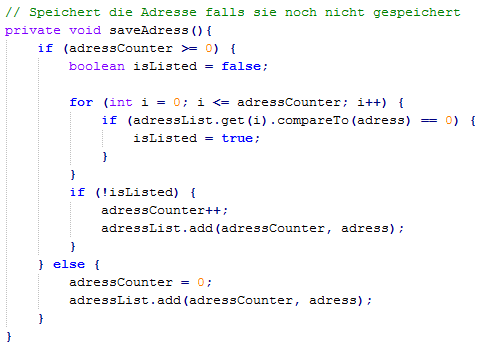 // Speichert die Adresse falls sie noch nicht gespeichert
private void saveAdress(){
    if (adressCounter >= 0) {
        boolean isListed = false;

        for (int i = 0; i <= adressCounter; i++) {
            if (adressList.get(i).compareTo(adress) == 0) {
                isListed = true;
            }
        }
        if (!isListed) {
            adressCounter++;
            adressList.add(adressCounter, adress);
        }
    } else {
        adressCounter = 0;
        adressList.add(adressCounter, adress);
    }
}